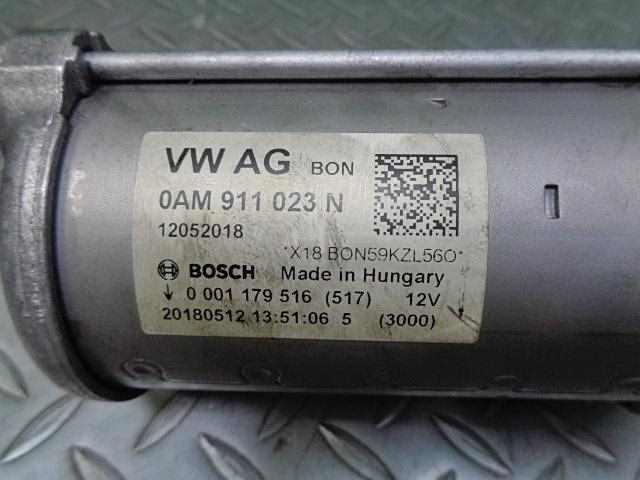 VW AG BON
0AM 911 023 N
12052018
*X18 BON59KZL560*
BOSCH Made in Hungary
0 001 179 516 (517) 12V
20180512 13:51:06 5 (3000)